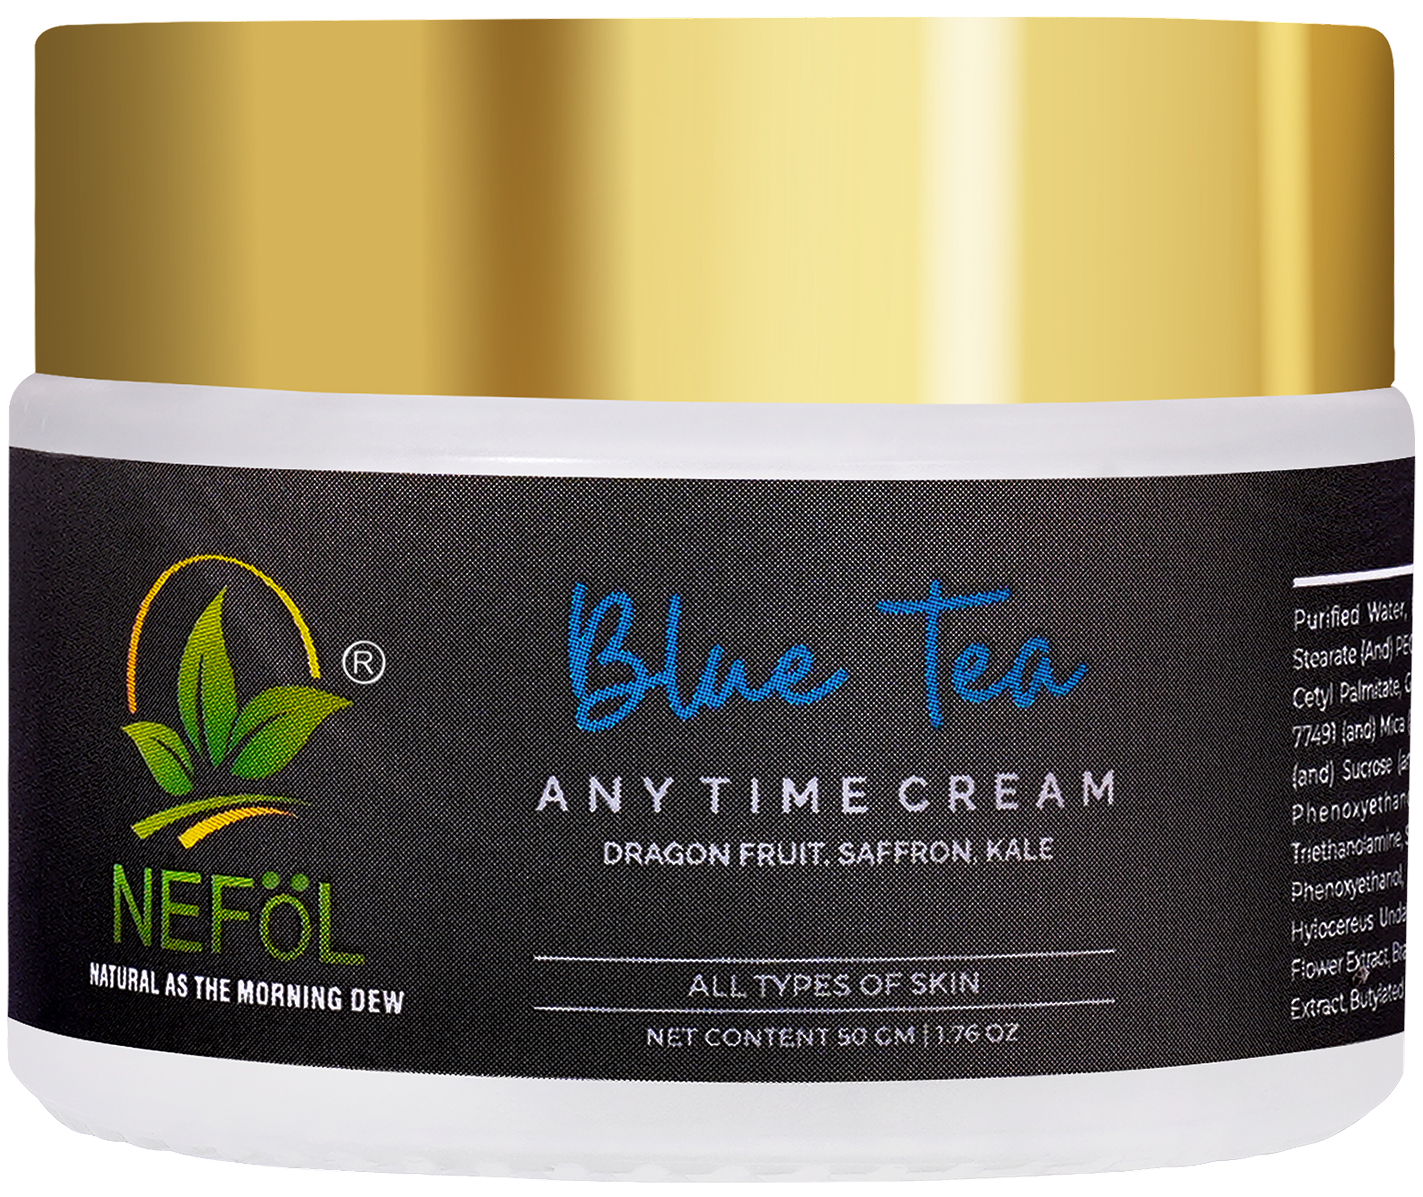 ®
NEFÖL
NATURAL AS THE MORNING DEW
Blue Tea
ANY TIME CREAM
DRAGON FRUIT, SAFFRON, KALE
ALL TYPES OF SKIN
NET CONTENT 50 GM | 1.76 OZ
Purified Water,
Stearate (And)
Cetyl Palmitate,
77491 (and) Mica
(and) Sucrose
Triethanolamine,
Phenoxyethanol,
Hylocereus
Flower Extract,
Extract, Butylated